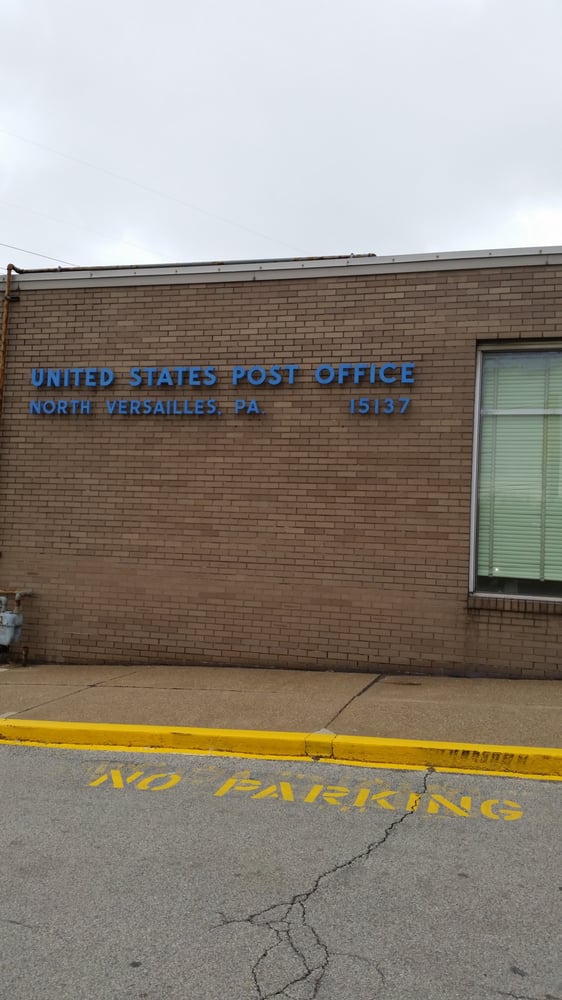 UNITED STATES POST OFFICE
NORTH VERSAILLES, PA. 15137
NO PARKING